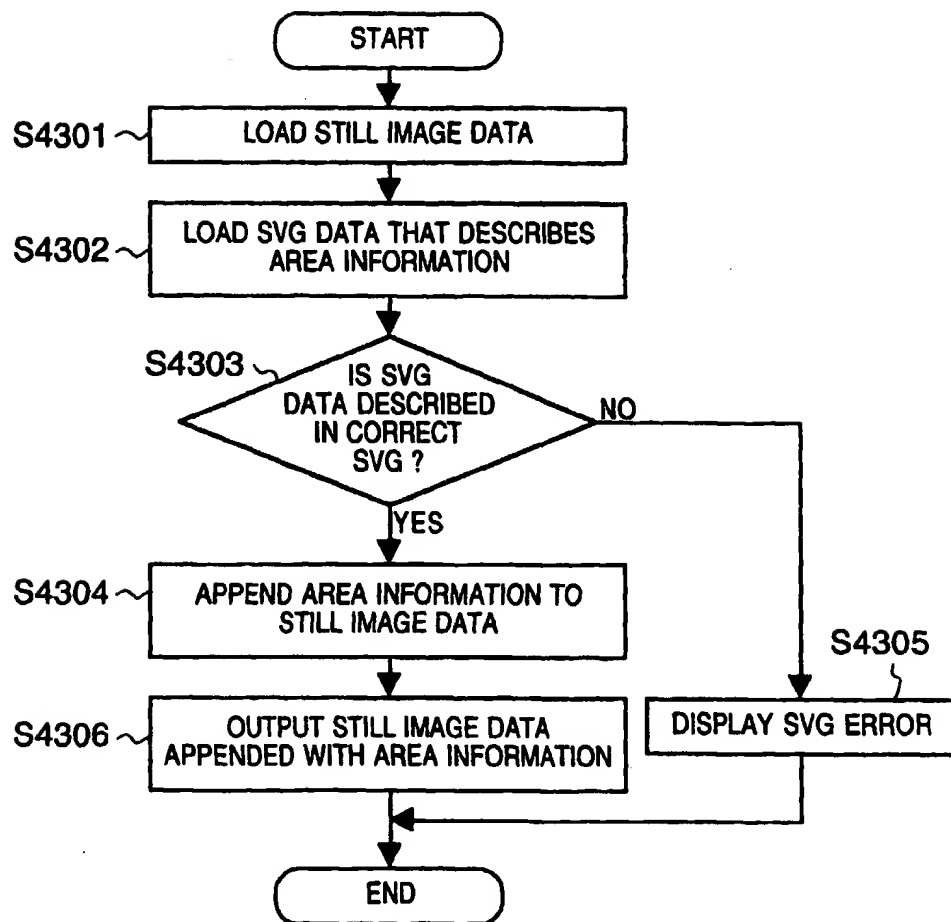 START
S4301
LOAD STILL IMAGE DATA
S4302
LOAD SVG DATA THAT DESCRIBES
AREA INFORMATION
S4303
IS SVG
DATA DESCRIBED
IN CORRECT
SVG ?
NO
YES
S4304
APPEND AREA INFORMATION TO
STILL IMAGE DATA
S4305
DISPLAY SVG ERROR
S4306
OUTPUT STILL IMAGE DATA
APPENDED WITH AREA INFORMATION
END